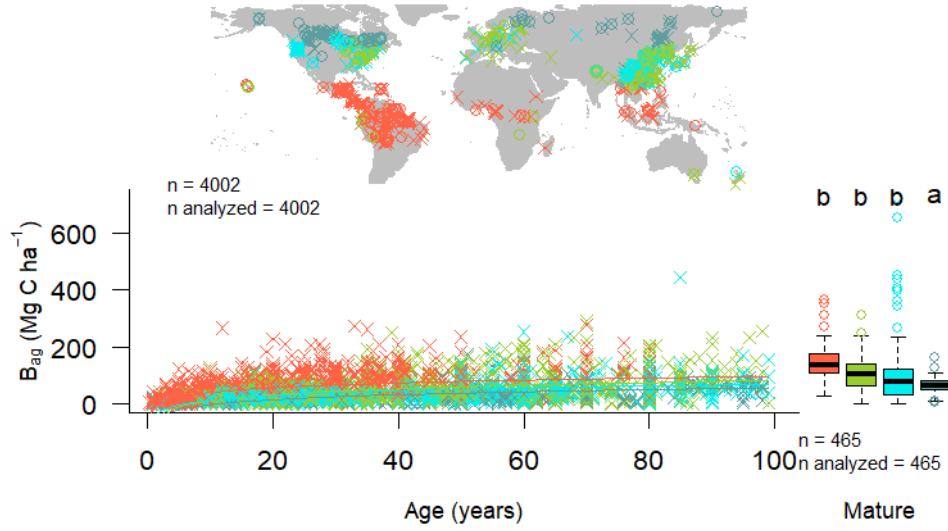 n = 4002
n analyzed = 4002
b b b a
Bag (Mg C ha⁻¹)
600
400
200
0
0 20 40 60 80 100
n = 465
n analyzed = 465
Age (years)
Mature